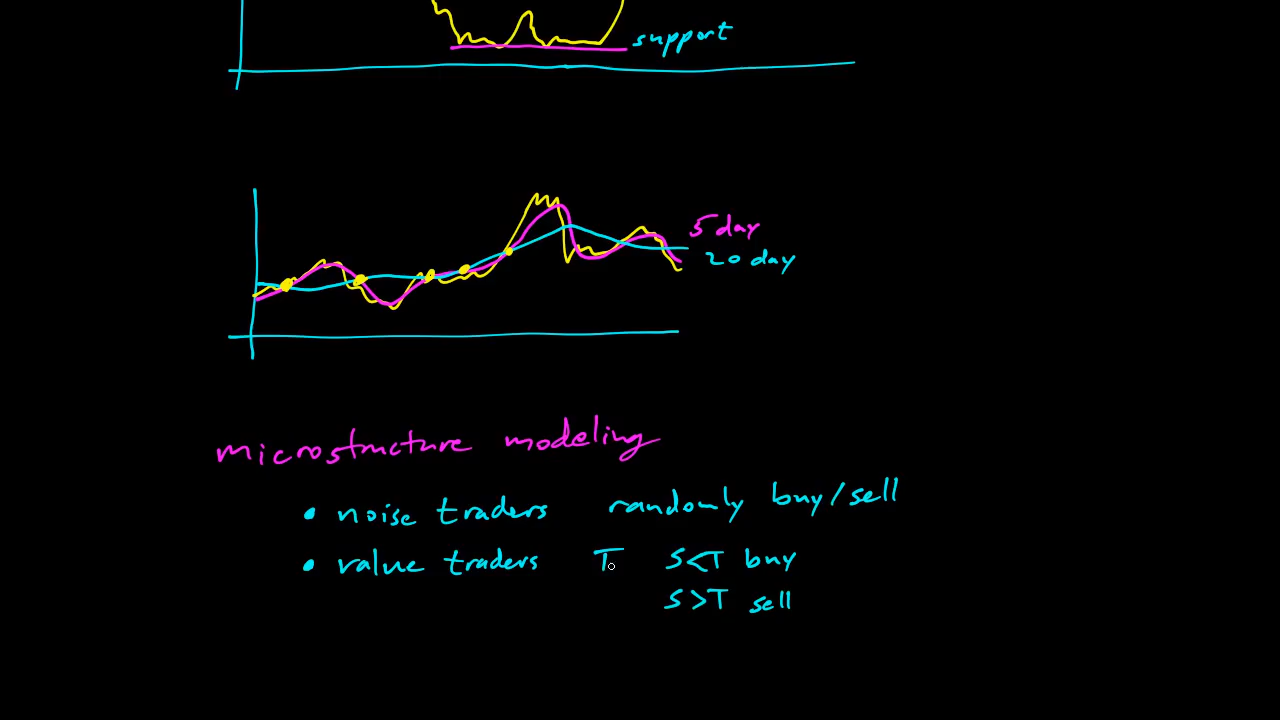 support
5 day
20 day
microstructure modeling
• noise traders randomly buy/sell
• value traders T S<T buy
S>T sell